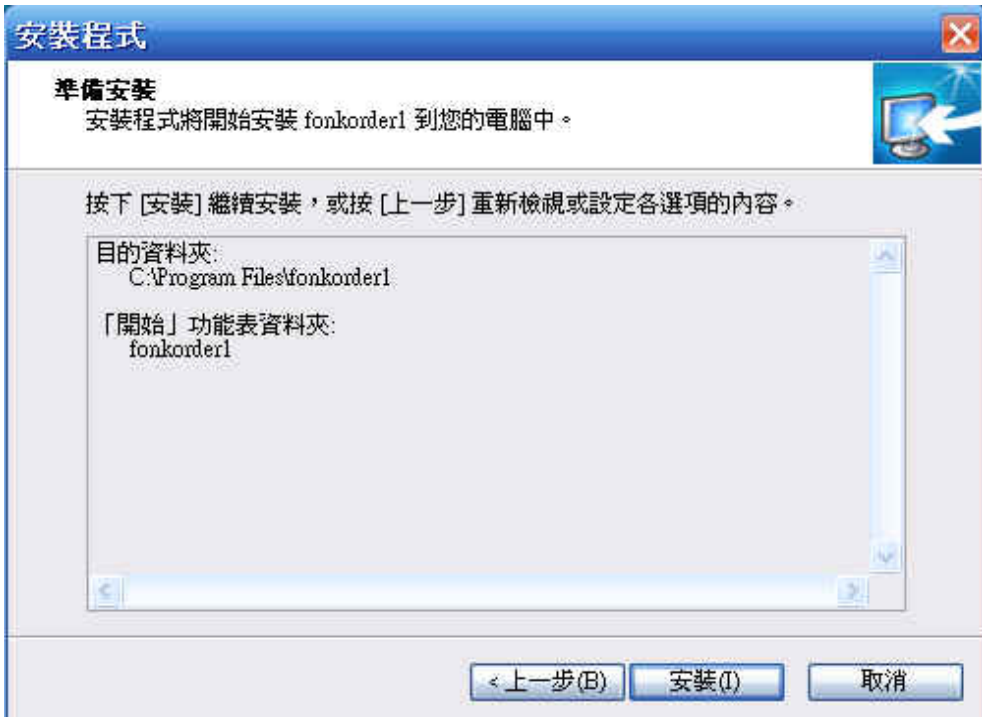 安裝程式
準備安裝
安裝程式將開始安裝 fonkorder1 到您的電腦中。
按下 [安裝] 繼續安裝，或按 [上一步] 重新檢視或設定各選項的內容。
目的資料夾:
C:\Program Files\fonkorder1
「開始」功能表資料夾:
fonkorder1
<上一步(B)
安裝(I)
取消